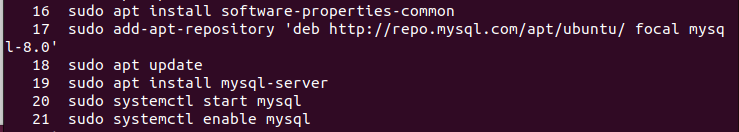 16 sudo apt install software-properties-common
17 sudo add-apt-repository 'deb http://repo.mysql.com/apt/ubuntu/ focal mysq
l-8.0'
18 sudo apt update
19 sudo apt install mysql-server
20 sudo systemctl start mysql
21 sudo systemctl enable mysql